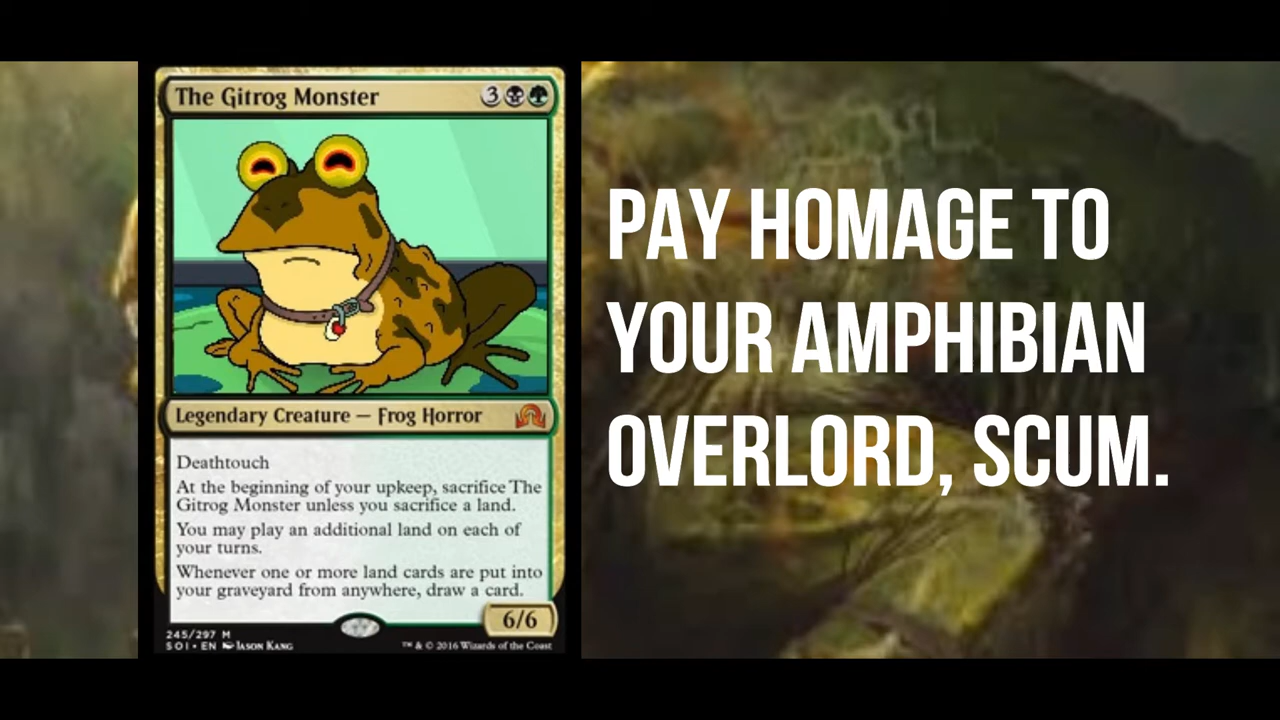 The Gitrog Monster 3
Legendary Creature — Frog Horror
Deathtouch
At the beginning of your upkeep, sacrifice The
Gitrog Monster unless you sacrifice a land.
You may play an additional land on each of
your turns.
Whenever one or more land cards are put into
your graveyard from anywhere, draw a card.
6/6
245/297 M
SOI • EN Jason Kang
™ & © 2016 Wizards of the Coast
PAY HOMAGE TO
YOUR AMPHIBIAN
OVERLORD, SCUM.